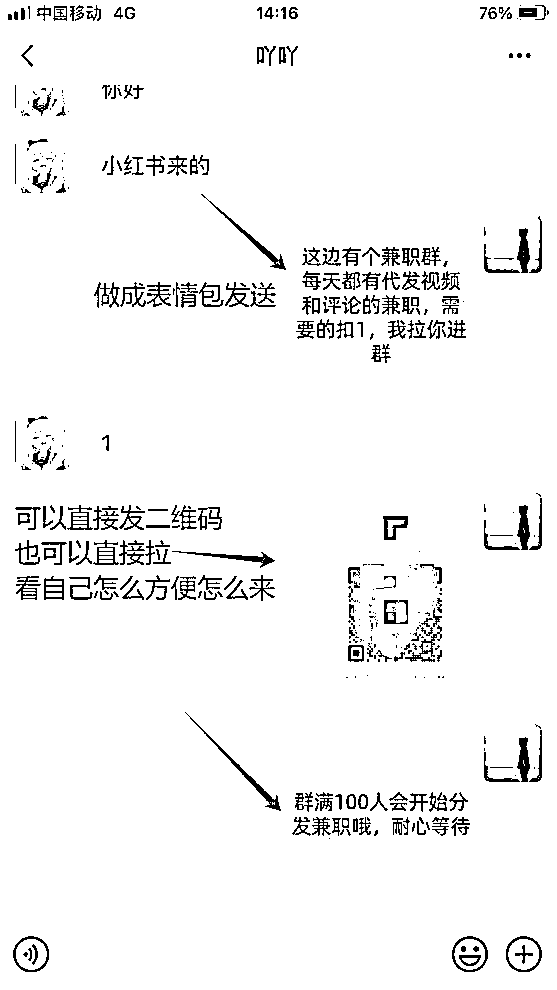 中国移动 4G 14:16 76%
吖吖
你好
小红书来的
这边有个兼职群，
每天都有代发视频
和评论的兼职，需
要的扣1，我拉你进
群
做成表情包发送
1
可以直接发二维码
也可以直接拉
看自己怎么方便怎么来
群满100人会开始分
发兼职哦，耐心等待